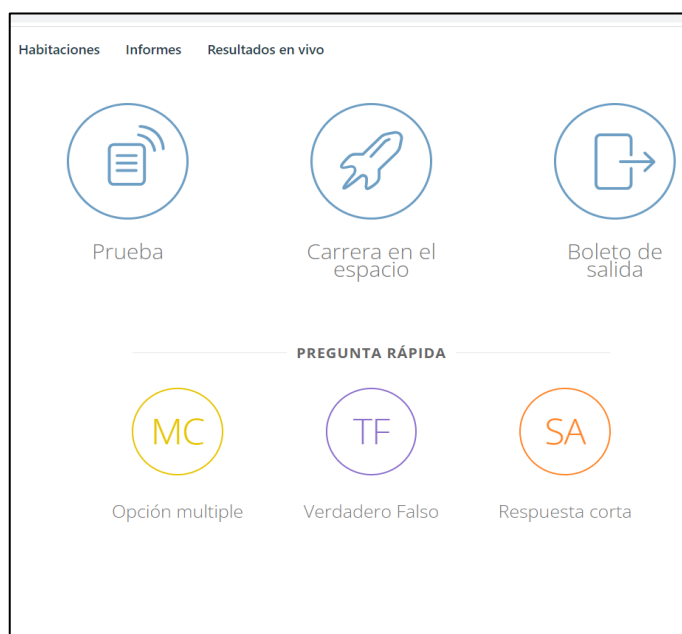 Habitaciones Informes Resultados en vivo
Prueba Carrera en el Boleto de
espacio salida
PREGUNTA RÁPIDA
MC TF SA
Opción multiple Verdadero Falso Respuesta corta